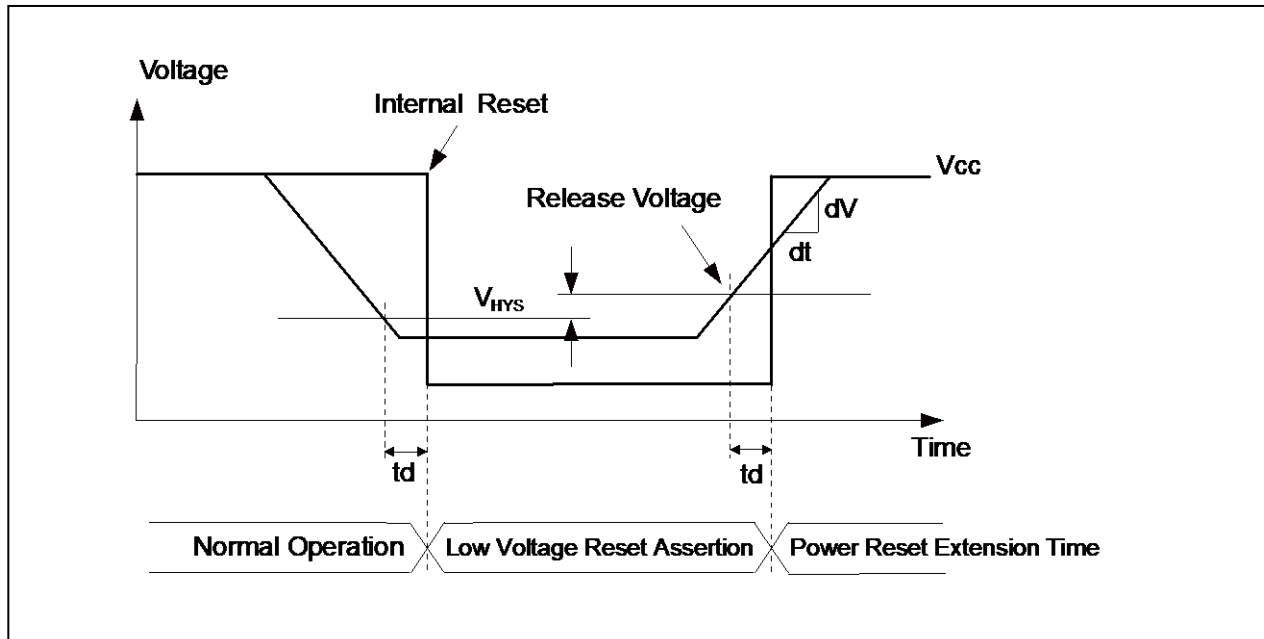 Voltage
Internal Reset
Vcc
Release Voltage
dV
dt
VHYS
Time
td
td
Normal Operation
Low Voltage Reset Assertion
Power Reset Extension Time